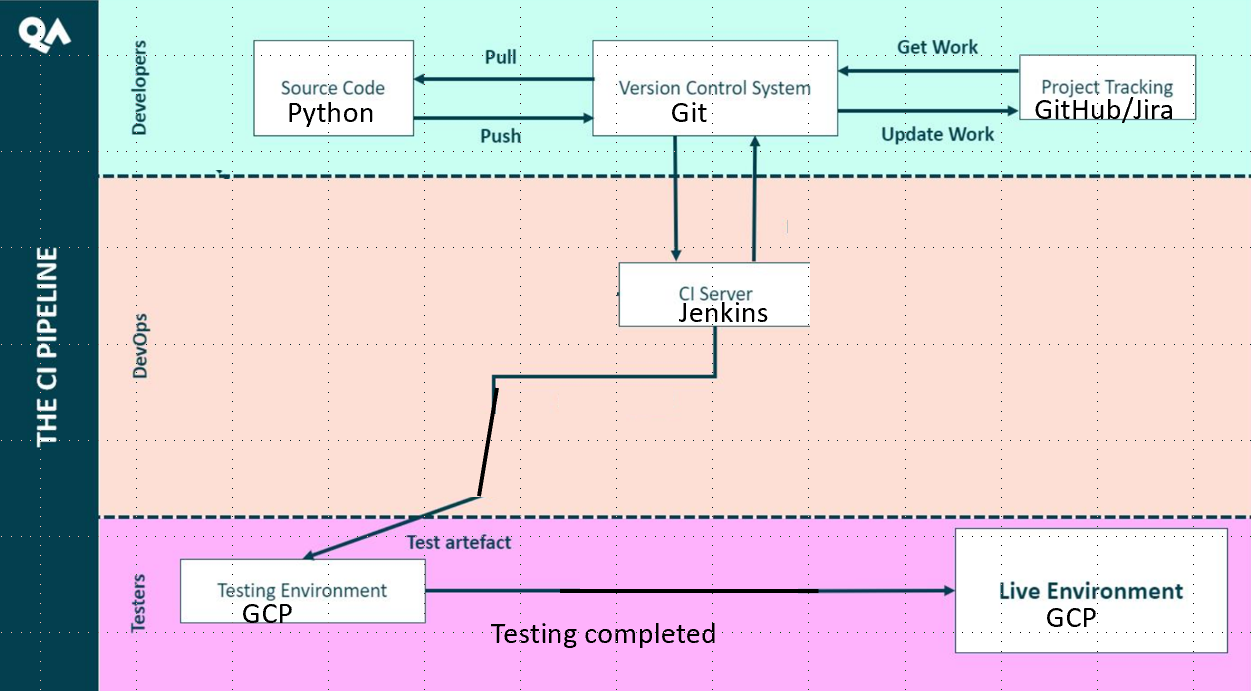 QA
THE CI PIPELINE
Developers
Source Code
Python
Pull
Push
Version Control System
Git
Get Work
Update Work
Project Tracking
GitHub/Jira
DevOps
CI Server
Jenkins
Testers
Test artefact
Testing Environment
GCP
Testing completed
Live Environment
GCP